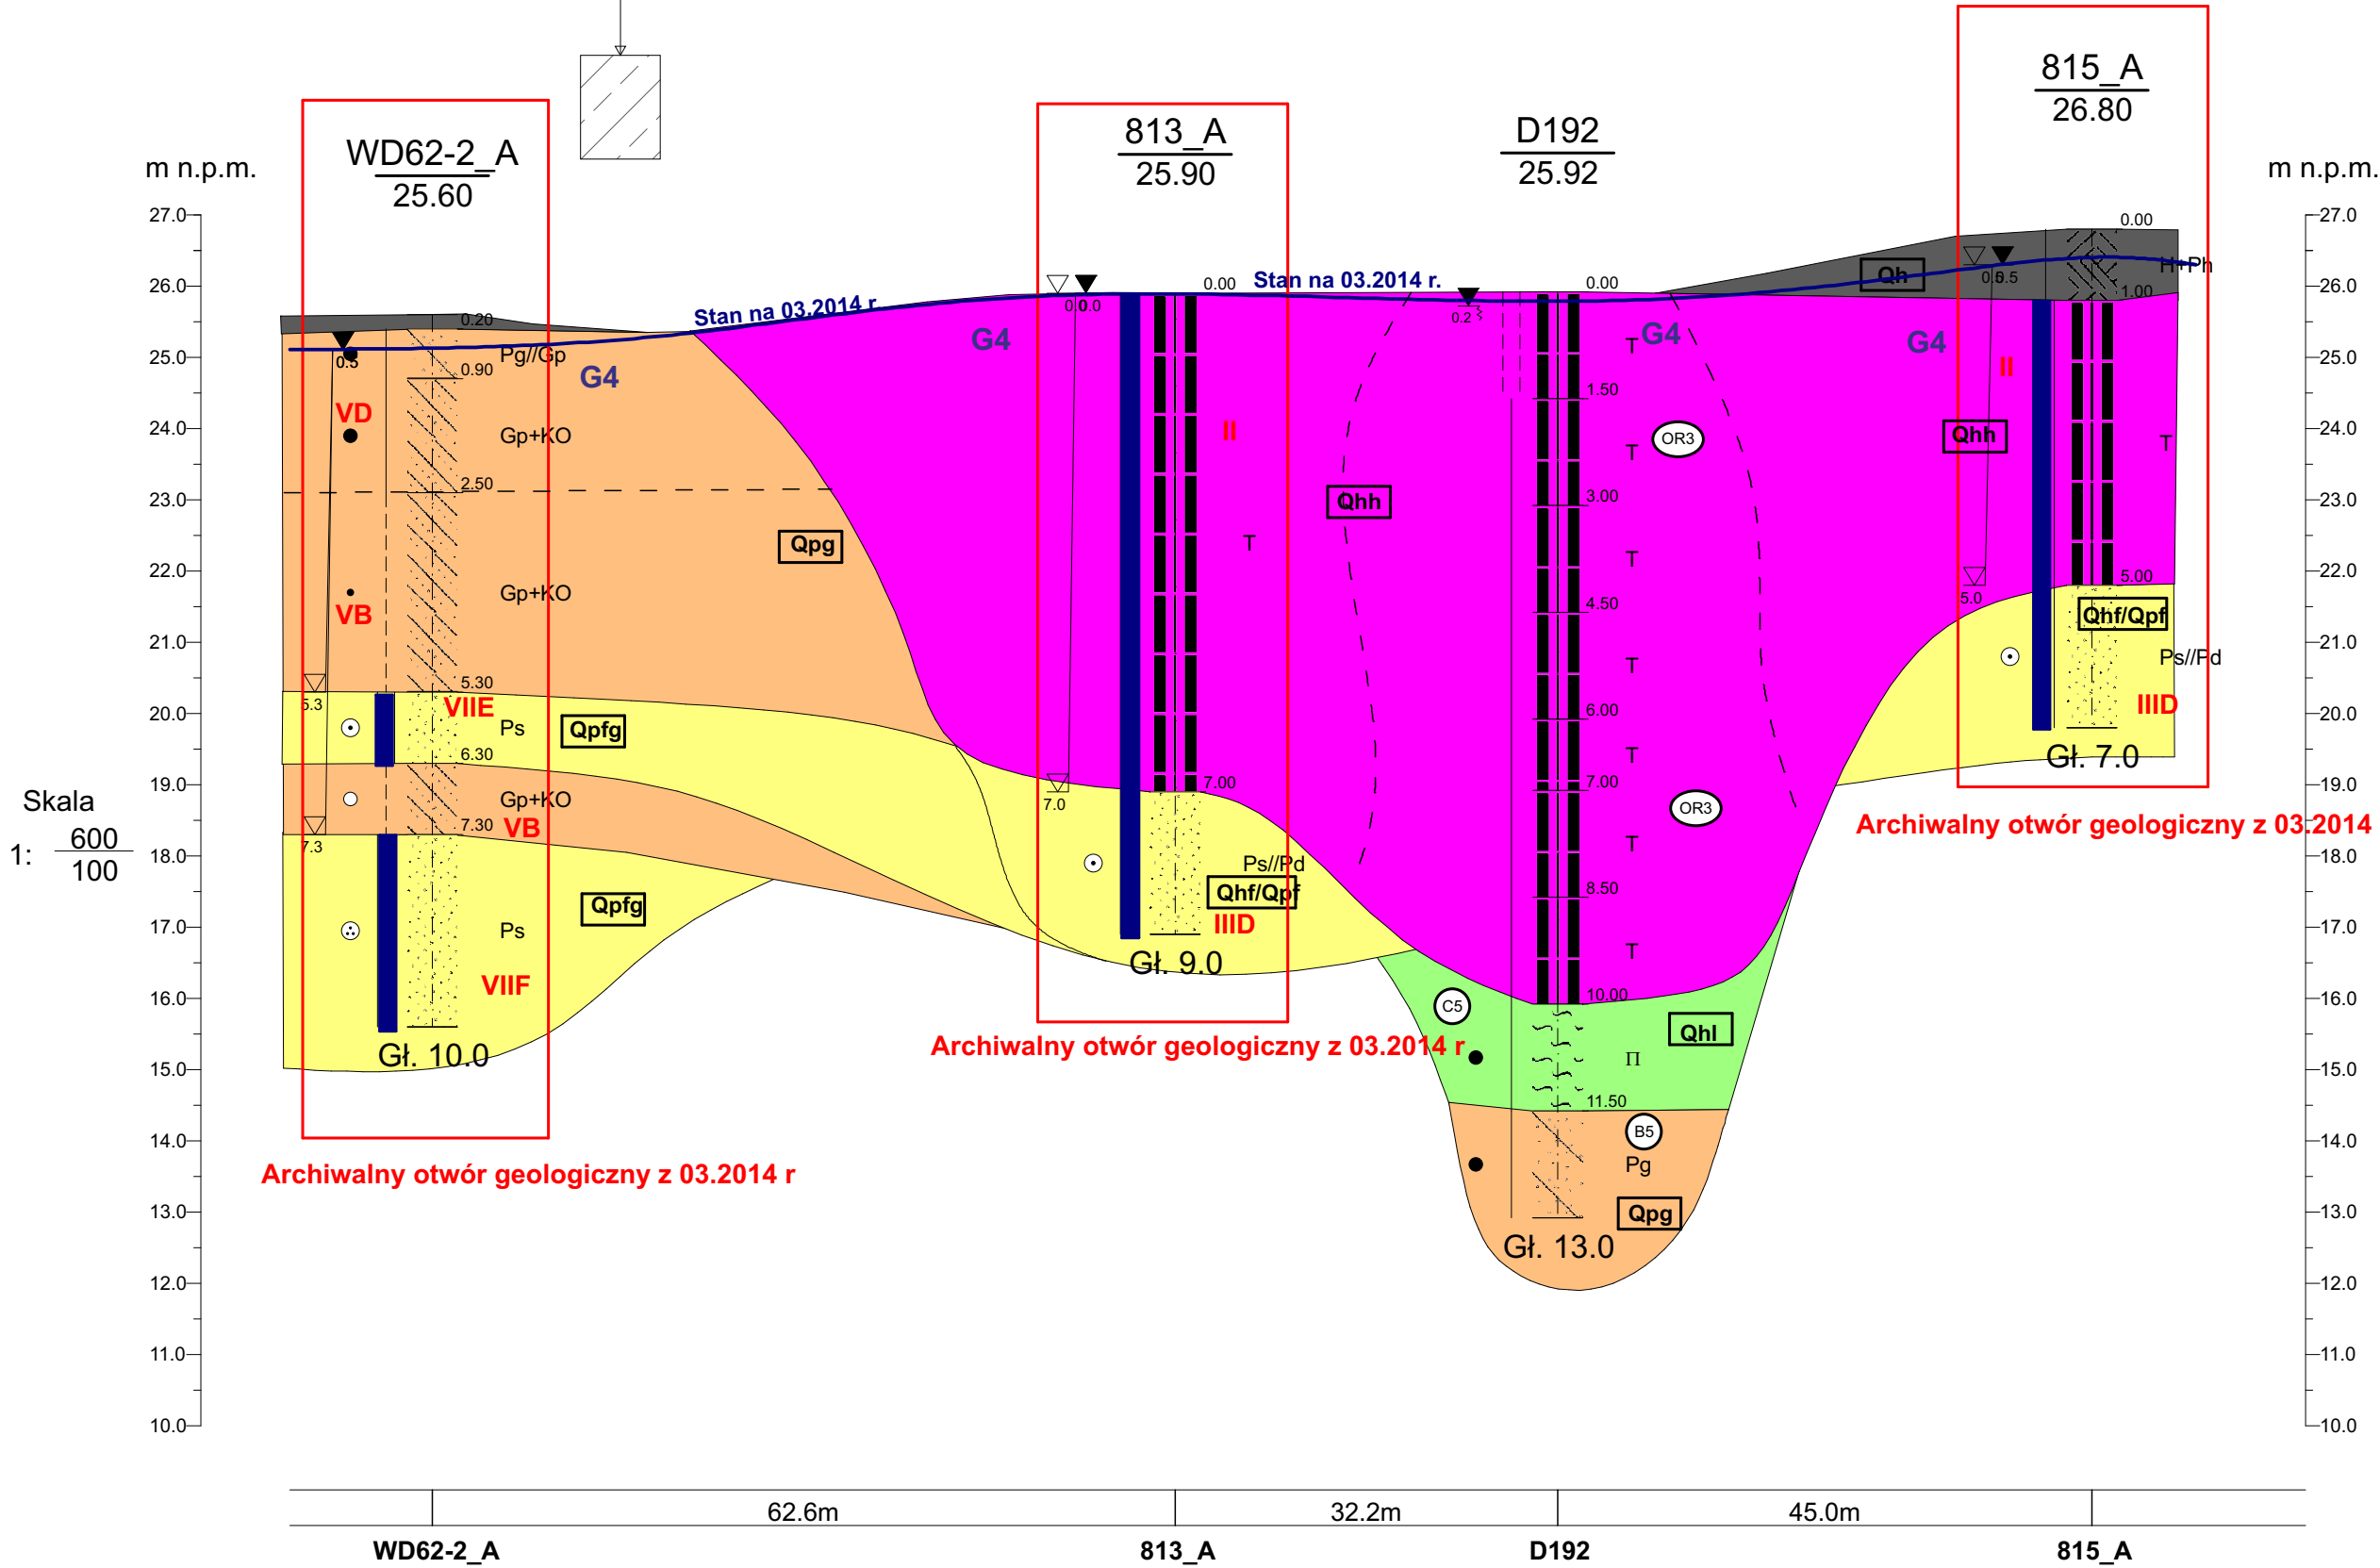 815_A
26.80
813_A
25.90
D192
25.92
WD62-2_A
25.60
m n.p.m.
m n.p.m.
27.0
26.0
25.0
24.0
23.0
22.0
21.0
20.0
19.0
18.0
17.0
16.0
15.0
14.0
13.0
12.0
11.0
10.0
Skala
1: 600
100
0.20
Pg//Gp
0.90
0.5
G4
VD
Gp+KO
2.50
Qpg
Gp+KO
VB
5.30
5.3
VIIE
Ps
Qpfg
6.30
Gp+KO
7.30
VB
7.3
Qpfg
Ps
VIIF
Gł. 10.0
Archiwalny otwór geologiczny z 03.2014 r
Stan na 03.2014 r.
Stan na 03.2014 r.
0.00
0.0
G4
II
T
7.00
7.0
Ps//Pd
Qhf/Qpf
IIID
Gł. 9.0
Archiwalny otwór geologiczny z 03.2014 r
Qhh
0.00
0.2
T
G4
1.50
OR3
T
3.00
T
4.50
T
6.00
T
7.00
OR3
T
8.50
T
10.00
C5
Qhl
П
11.50
B5
Pg
Qpg
Gł. 13.0
0.00
Qh
H+Ph
0.5
1.00
G4
II
Qhh
T
5.00
5.0
Qhf/Qpf
Ps//Pd
IIID
Gł. 7.0
Archiwalny otwór geologiczny z 03.2014
27.0
26.0
25.0
24.0
23.0
22.0
21.0
20.0
19.0
18.0
17.0
16.0
15.0
14.0
13.0
12.0
11.0
10.0
62.6m
32.2m
45.0m
WD62-2_A
813_A
D192
815_A